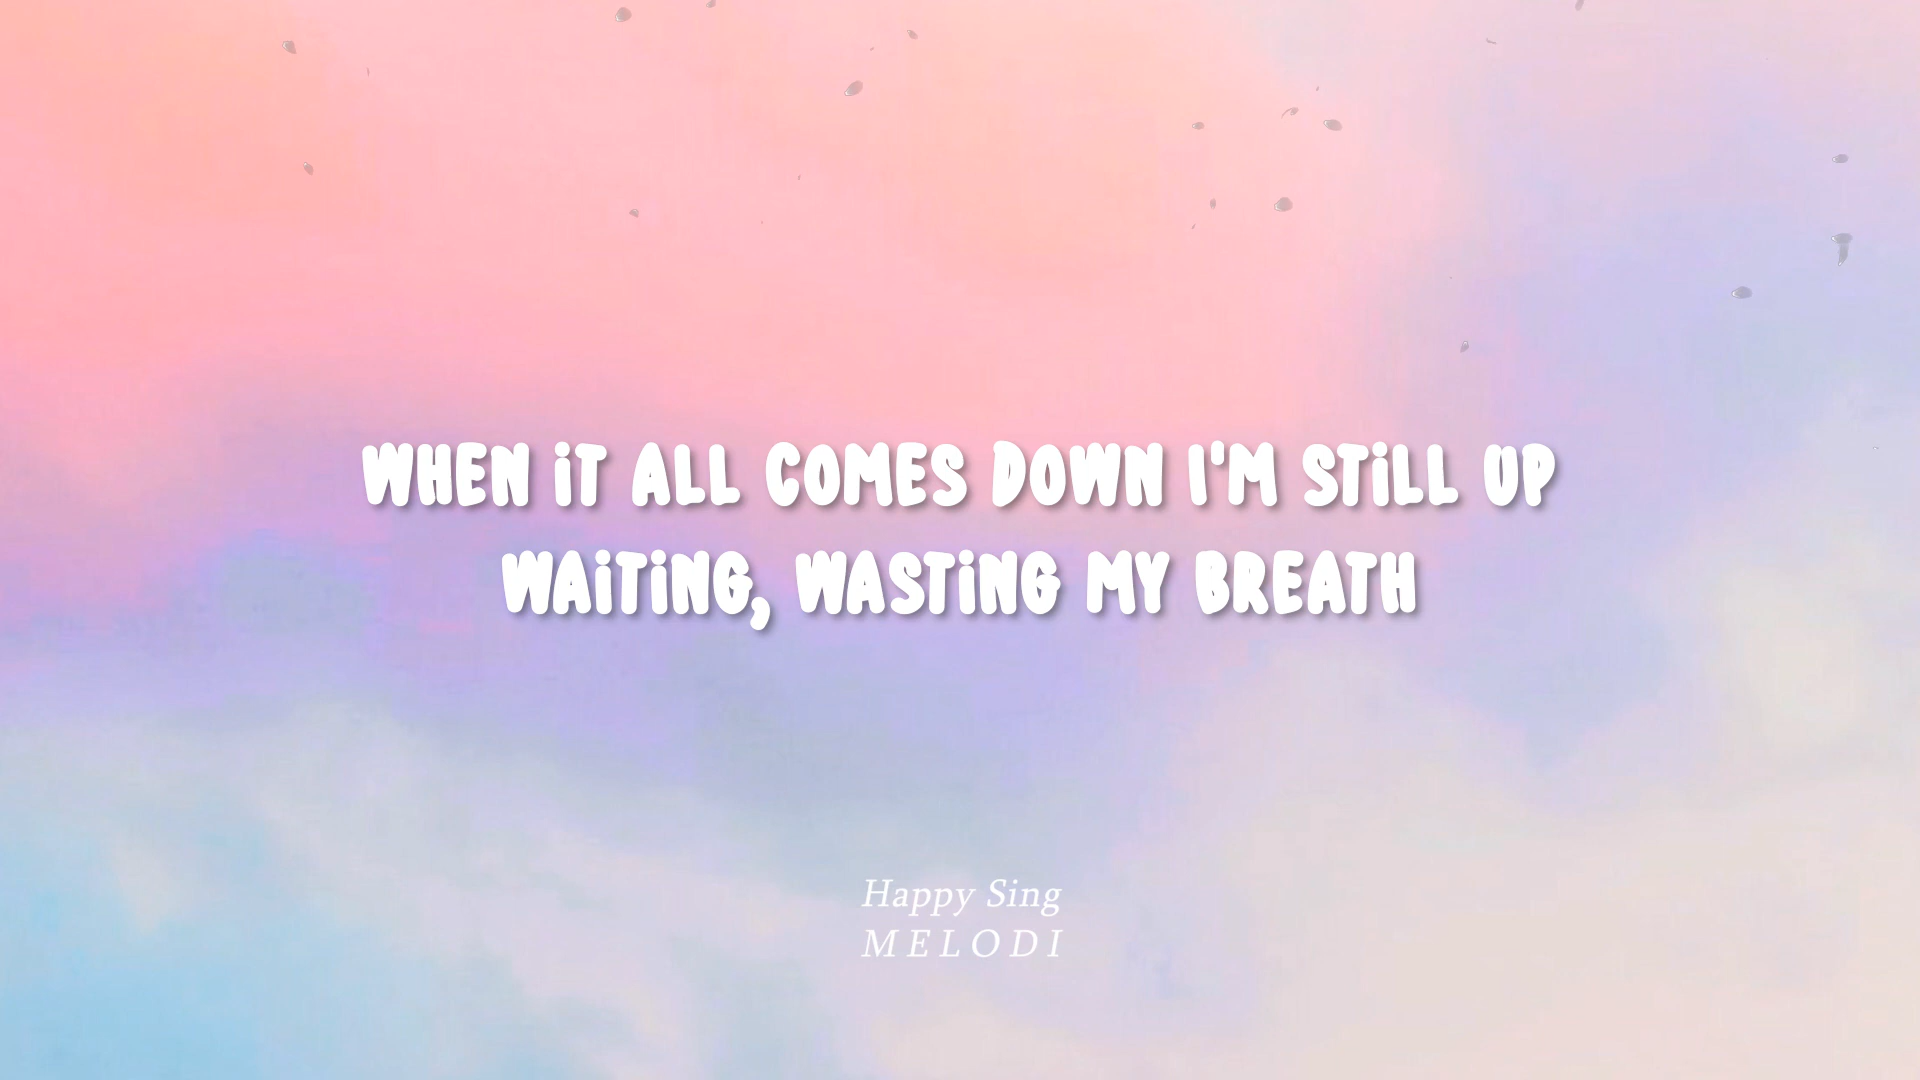 WHEN iT ALL COMES DOWN I'M STiLL UP
WAiTiNG, WASTiNG MY BREATH
Happy Sing
MELODI